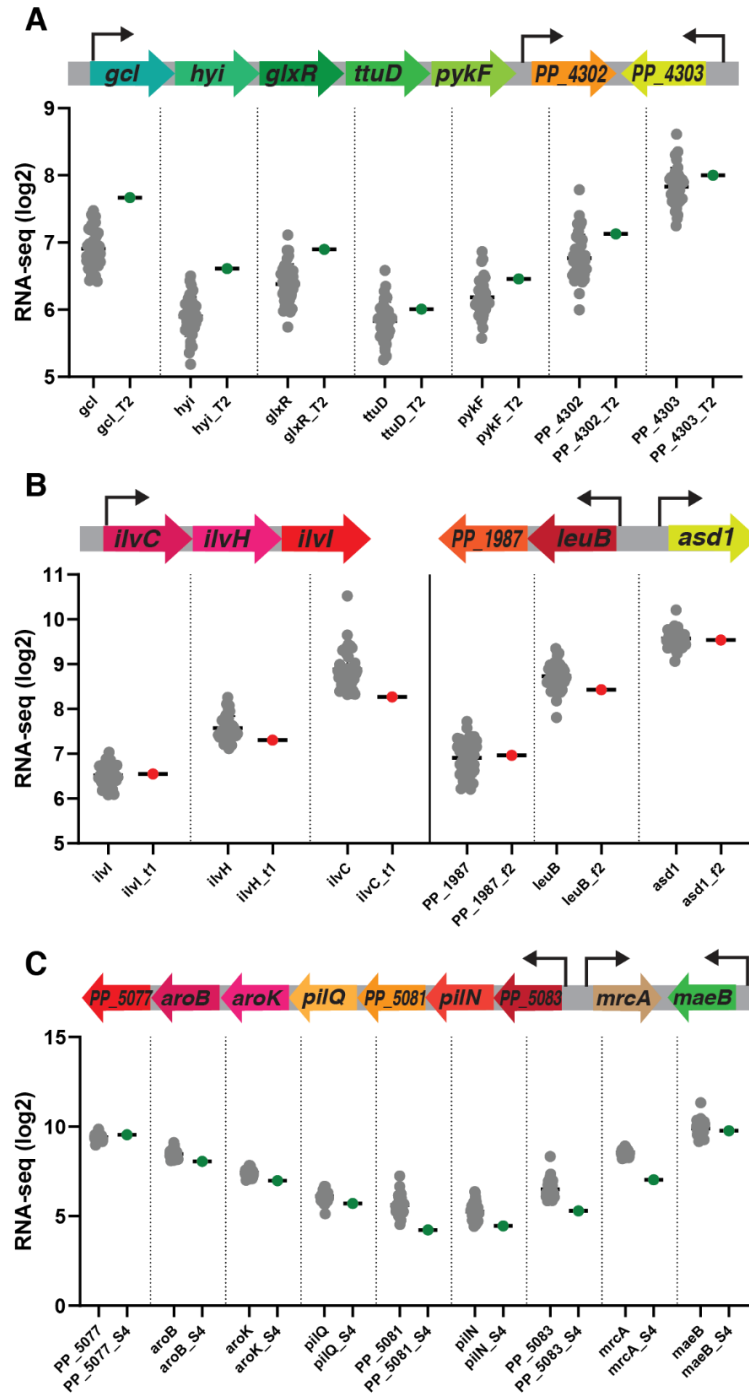 A
gcl hyi glxR ttuD pykF PP_4302 PP_4303
9
8
7
6
5
RNA-seq (log2)
gcl
gcl_T2
hyi
hyi_T2
glxR
glxR_T2
ttuD
ttuD_T2
pykF
pykF_T2
PP_4302
PP_4302_T2
PP_4303
PP_4303_T2
B
ilvC ilvH ilvI PP_1987 leuB asd1
11
10
9
8
7
6
5
RNA-seq (log2)
ilvI
ilvI_t1
ilvH
ilvH_t1
ilvC
ilvC_t1
PP_1987
PP_1987_f2
leuB
leuB_f2
asd1
asd1_f2
C
PP_5077 aroB aroK pilQ PP_5081 pilN PP_5083 mrcA maeB
15
10
5
0
RNA-seq (log2)
PP_5077
PP_5077_S4
aroB
aroB_S4
aroK
aroK_S4
pilQ
pilQ_S4
PP_5081
PP_5081_S4
pilN
pilN_S4
PP_5083
PP_5083_S4
mrcA
mrcA_S4
maeB
maeB_S4